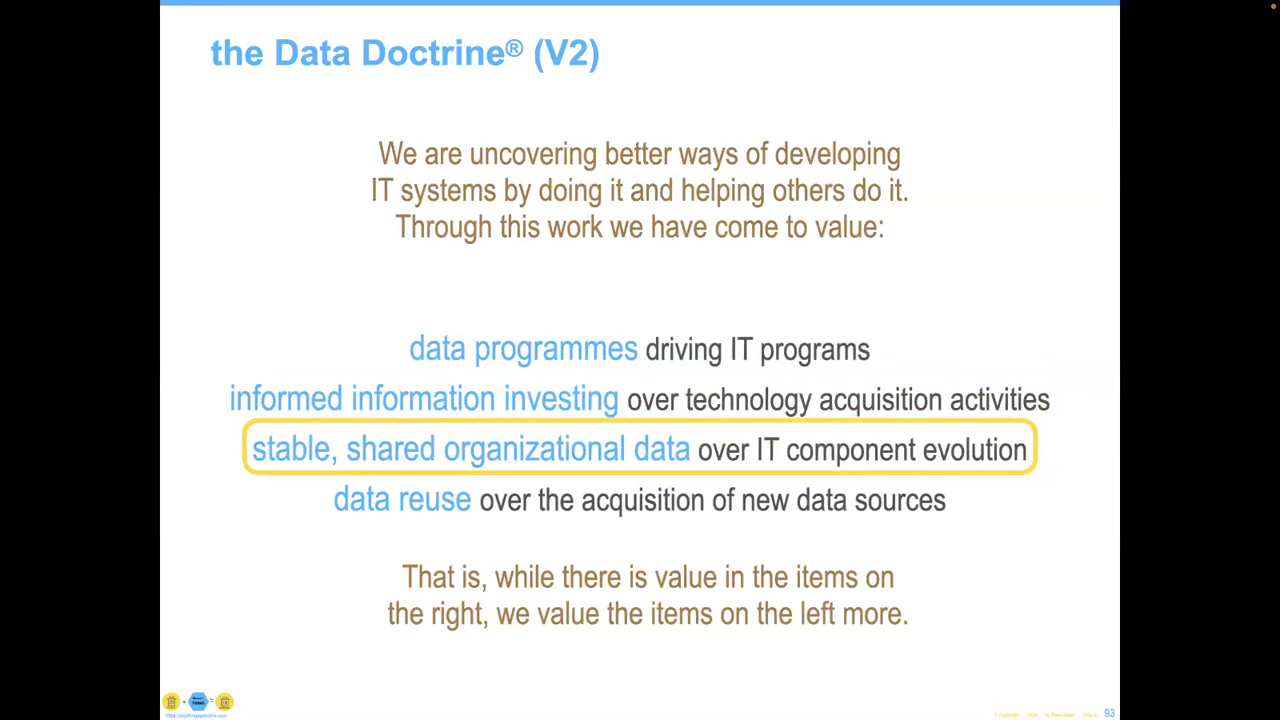 the Data Doctrine® (V2)
We are uncovering better ways of developing
IT systems by doing it and helping others do it.
Through this work we have come to value:
data programmes driving IT programs
informed information investing over technology acquisition activities
stable, shared organizational data over IT component evolution
data reuse over the acquisition of new data sources
That is, while there is value in the items on
the right, we value the items on the left more.
93